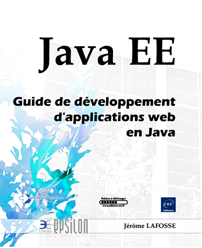 Java EE
Guide de développement
d'applications web
en Java
epsilon
Jérôme LAFOSSE